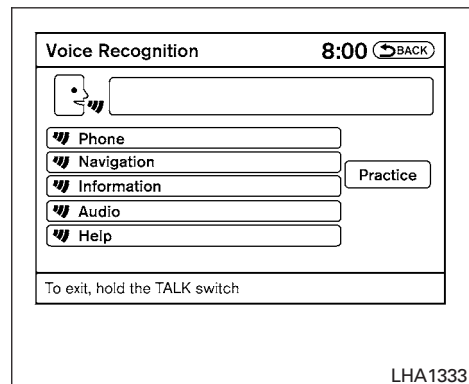 Voice Recognition 8:00 BACK
Phone
Navigation
Information
Audio
Help
Practice
To exit, hold the TALK switch
LHA1333